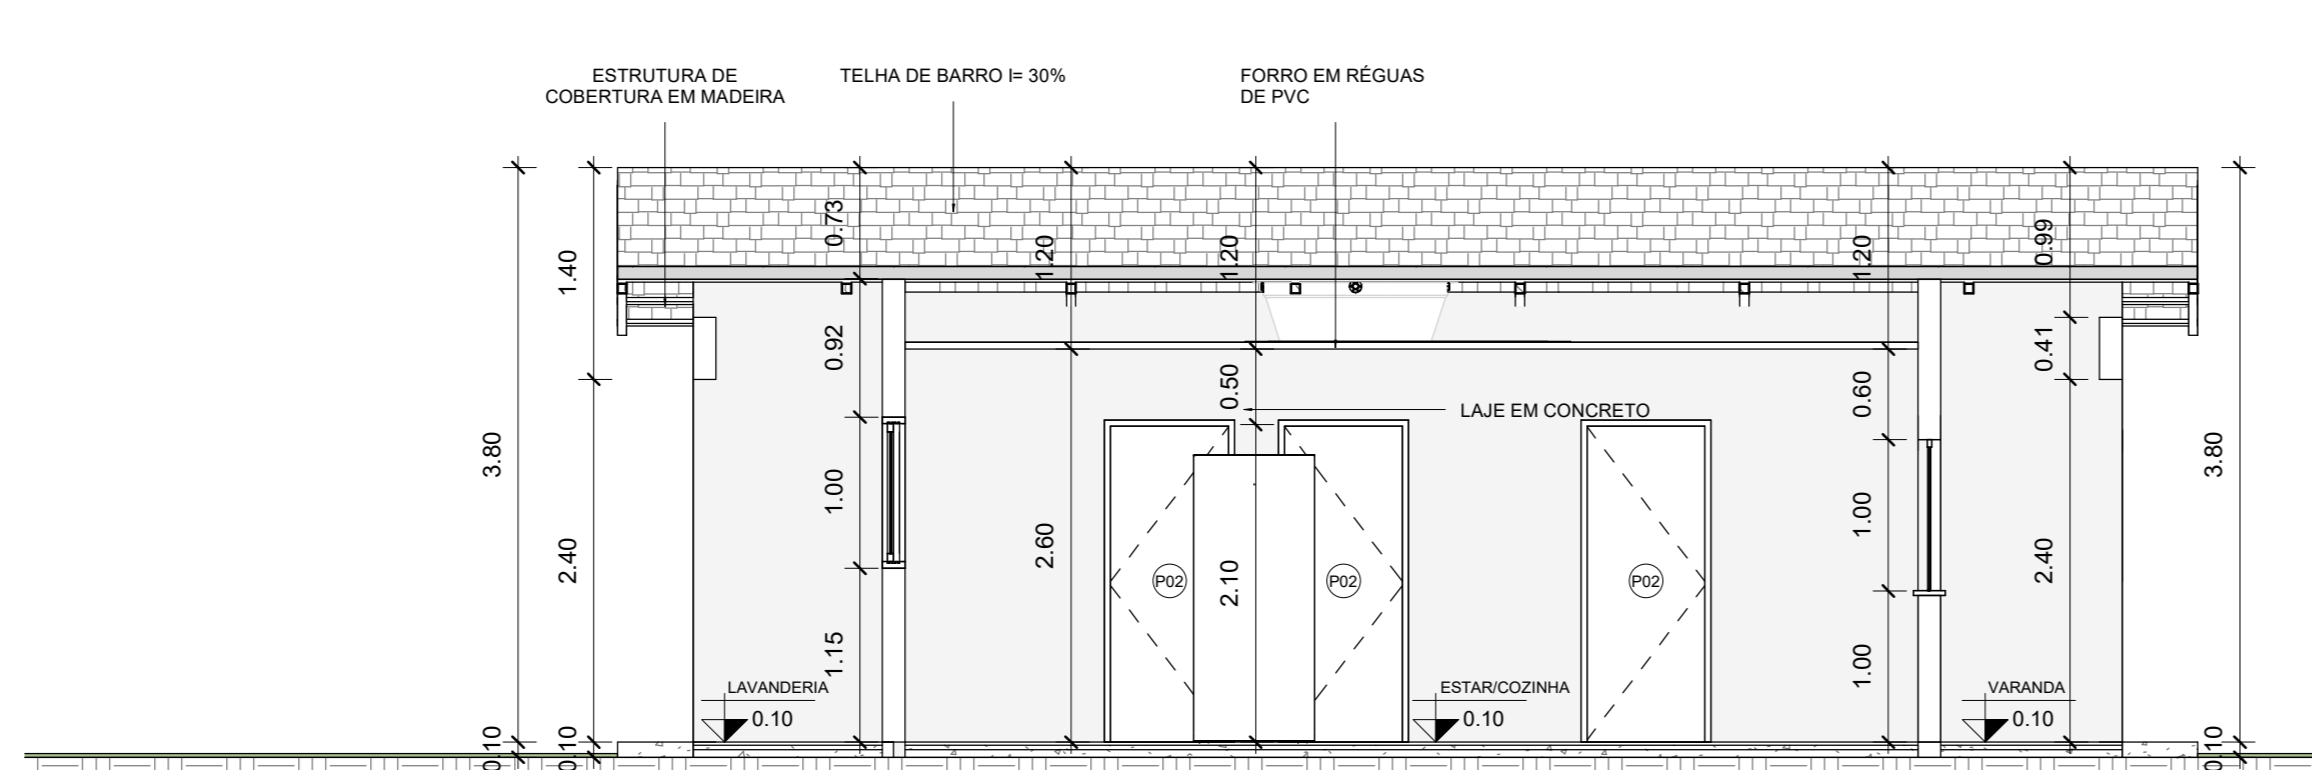 ESTRUTURA DE
COBERTURA EM MADEIRA
TELHA DE BARRO I= 30%
FORRO EM RÉGUAS
DE PVC
0.73
1.20
1.20
1.20
0.99
1.40
0.92
0.41
0.50
0.60
LAJE EM CONCRETO
3.80
3.80
1.00
1.00
2.40
2.60
2.10
2.40
P02
P02
P02
1.15
1.00
LAVANDERIA
0.10
ESTAR/COZINHA
0.10
VARANDA
0.10
0.10
0.10
0.10